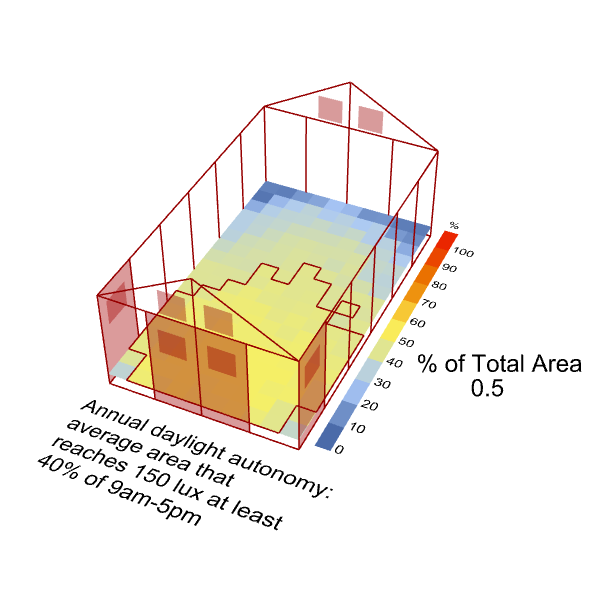 %
100
90
80
70
60
50
40
30
20
10
0
% of Total Area
0.5
Annual daylight autonomy:
average area that
reaches 150 lux at least
40% of 9am-5pm